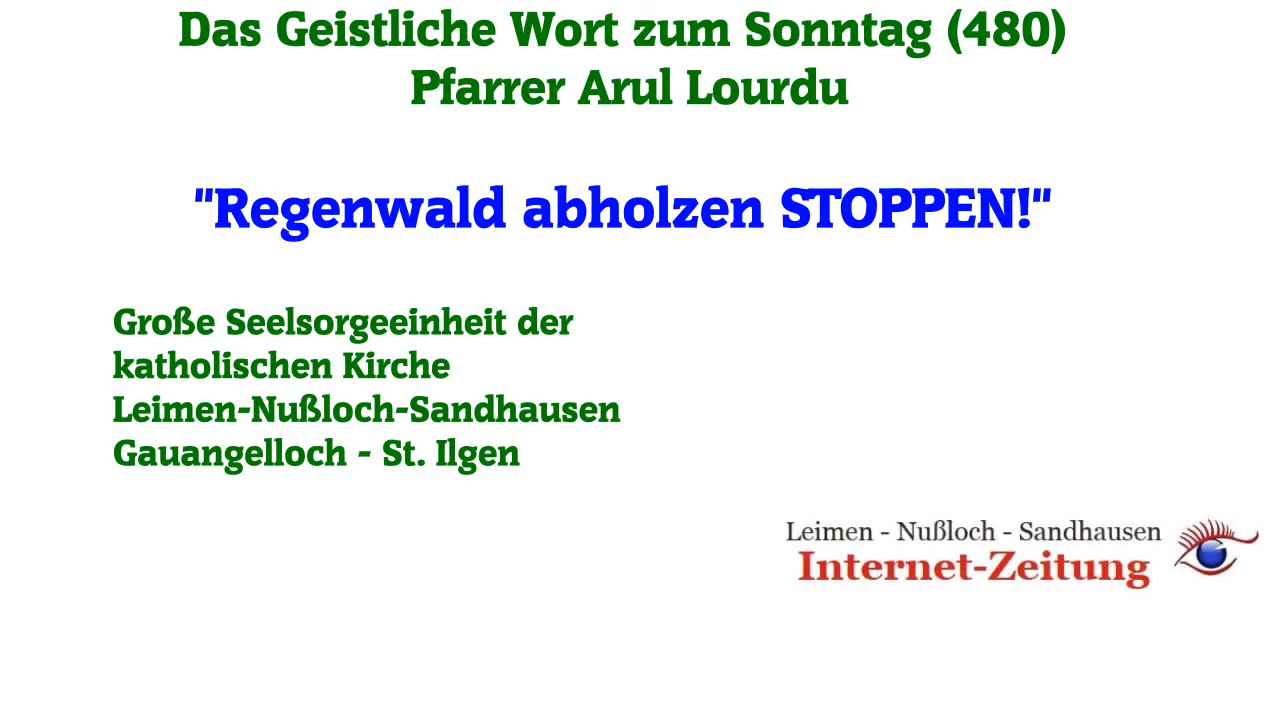 Das Geistliche Wort zum Sonntag (480)
Pfarrer Arul Lourdu
"Regenwald abholzen STOPPEN!"
Große Seelsorgeeinheit der
katholischen Kirche
Leimen-Nußloch-Sandhausen
Gauangelloch - St. Ilgen
Leimen - Nußloch - Sandhausen
Internet-Zeitung